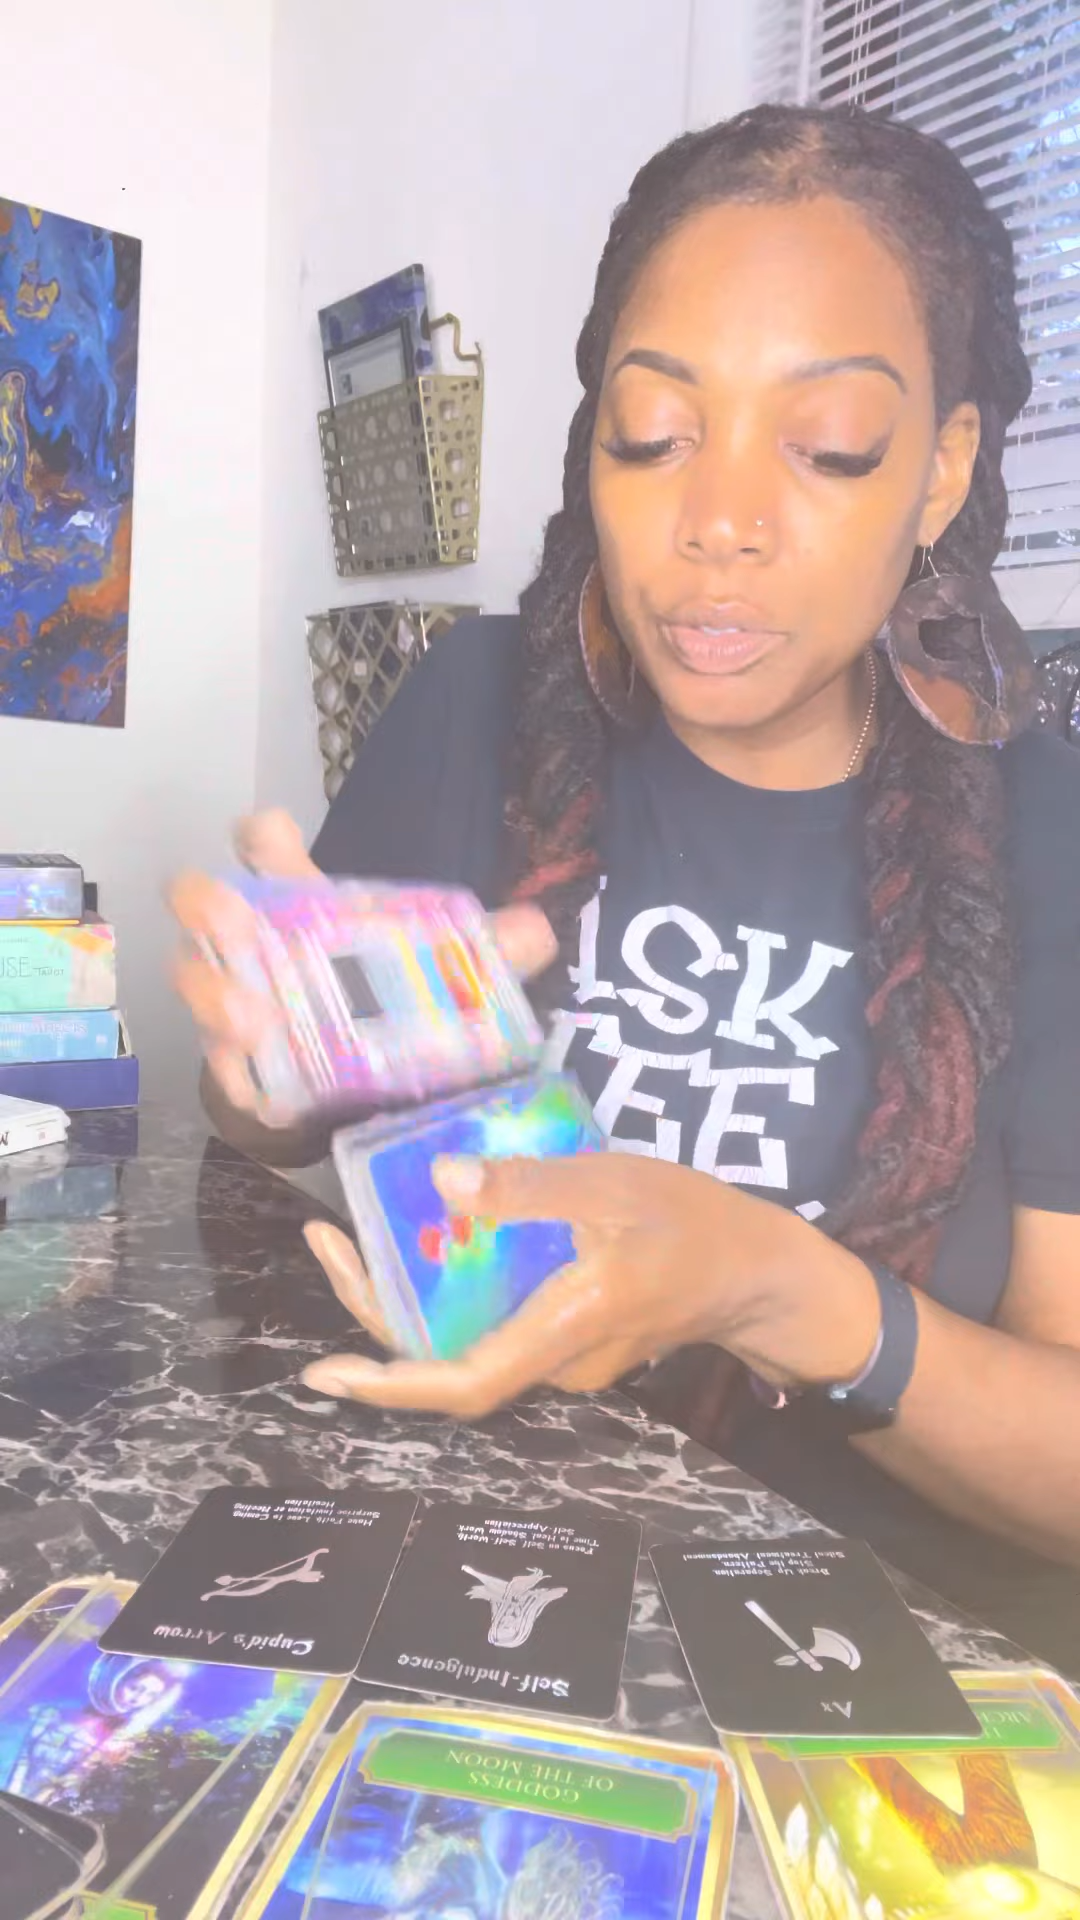 ASK
USE TAROT
Have Faith Love is Coming
Surprise Invitation or Meeting
Hesitation
Cupid's Arrow
Focus on Self, Self-Worth.
Time to Heal Shadow Work.
Self-Appreciation
Self-Indulgence
Break Up Separation.
Stop the Pattern.
Silent Treatment Abandonment
Ax
GODDESS
OF THE MOON